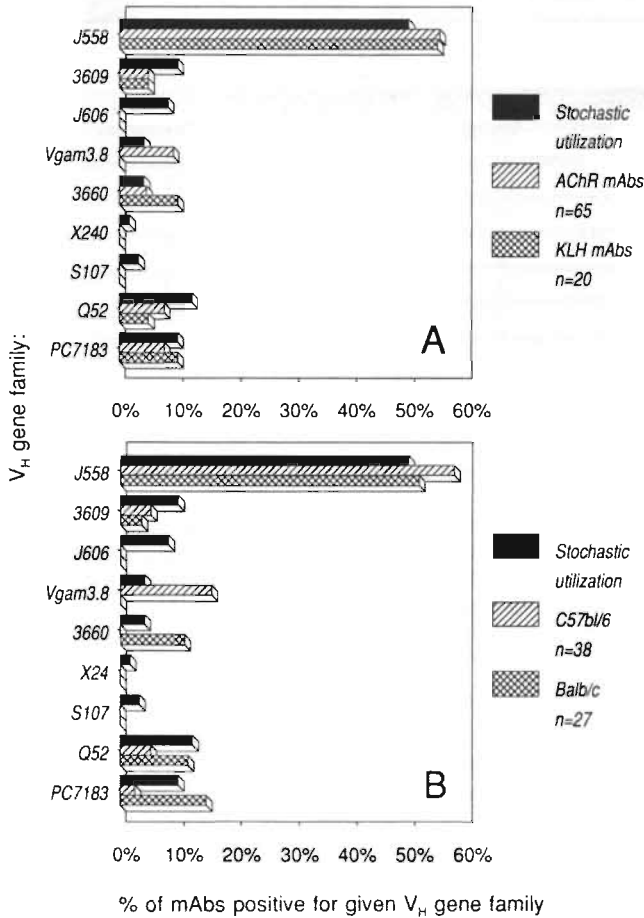 J558
3609
J606
Vgam3.8
3660
X240
S107
Q52
PC7183
A
0% 10% 20% 30% 40% 50% 60%
Stochastic
utilization
AChR mAbs
n=65
KLH mAbs
n=20
V_H gene family:
J558
3609
J606
Vgam3.8
3660
X24
S107
Q52
PC7183
B
0% 10% 20% 30% 40% 50% 60%
Stochastic
utilization
C57bl/6
n=38
Balb/c
n=27
% of mAbs positive for given V_H gene family